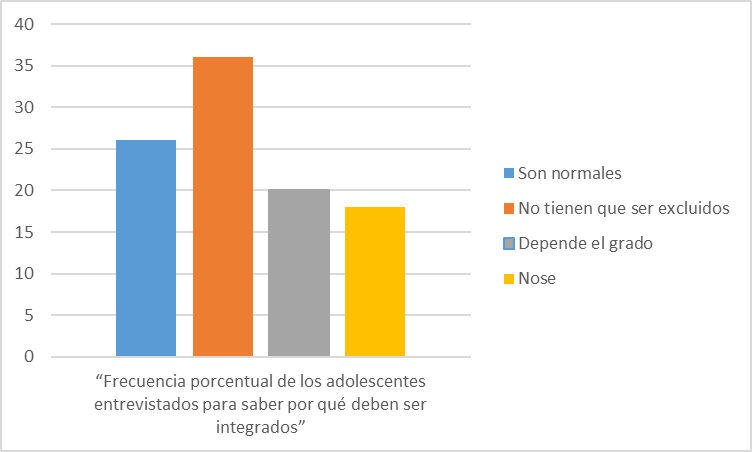 40
35
30
25
20
15
10
5
0
Son normales
No tienen que ser excluidos
Depende el grado
Nose
“Frecuencia porcentual de los adolescentes
entrevistados para saber por qué deben ser
integrados”